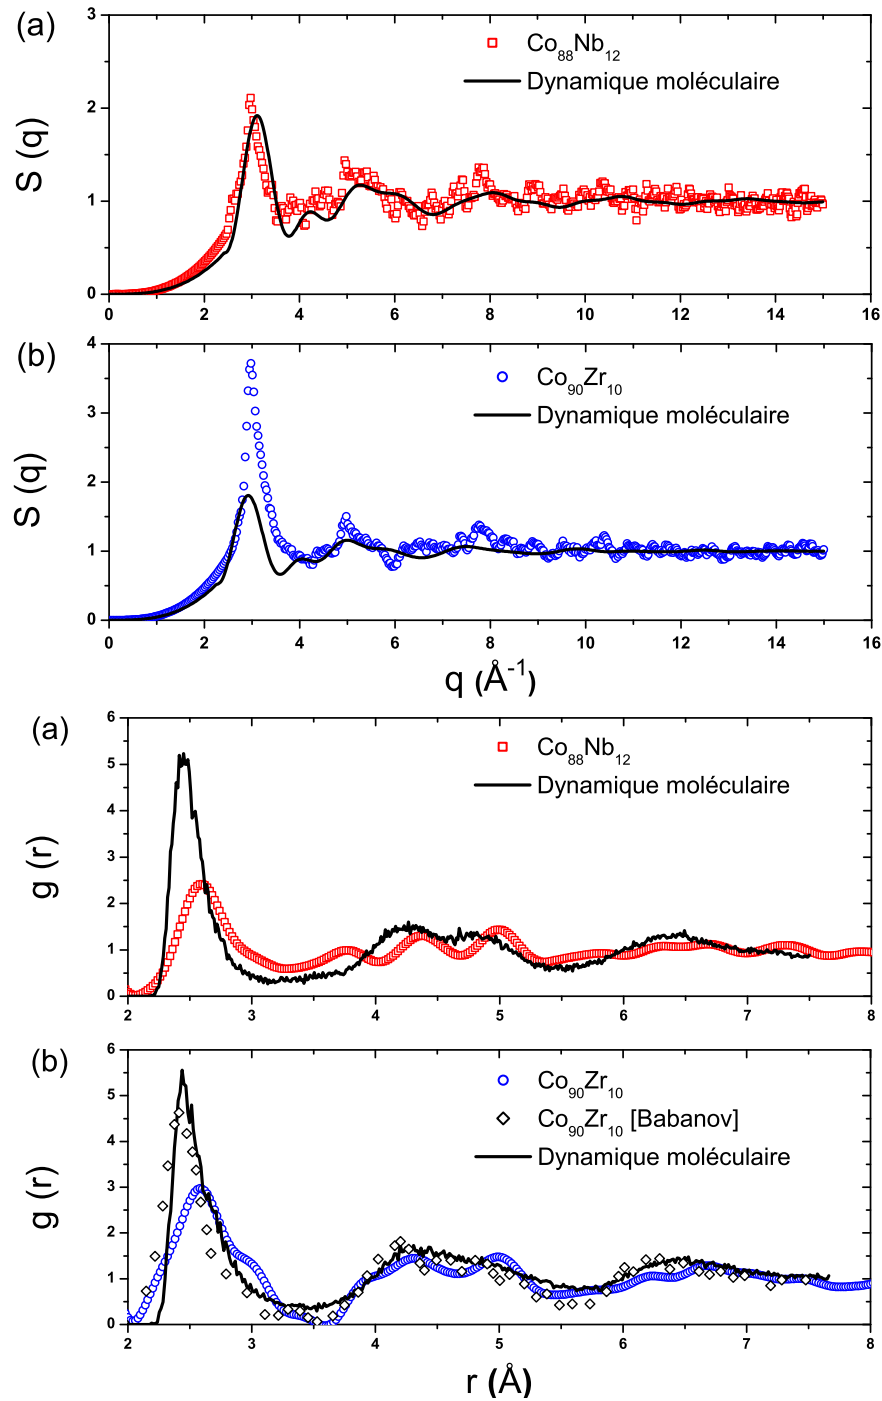 (a)
3
2
1
0
S (q)
Co88Nb12
Dynamique moléculaire
0 2 4 6 8 10 12 14 16
(b)
4
3
2
1
0
S (q)
Co90Zr10
Dynamique moléculaire
0 2 4 6 8 10 12 14 16
q (Å-1)
(a)
6
5
4
3
2
1
0
g (r)
Co88Nb12
Dynamique moléculaire
2 3 4 5 6 7 8
(b)
6
5
4
3
2
1
0
g (r)
Co90Zr10
Co90Zr10 [Babanov]
Dynamique moléculaire
2 3 4 5 6 7 8
r (Å)